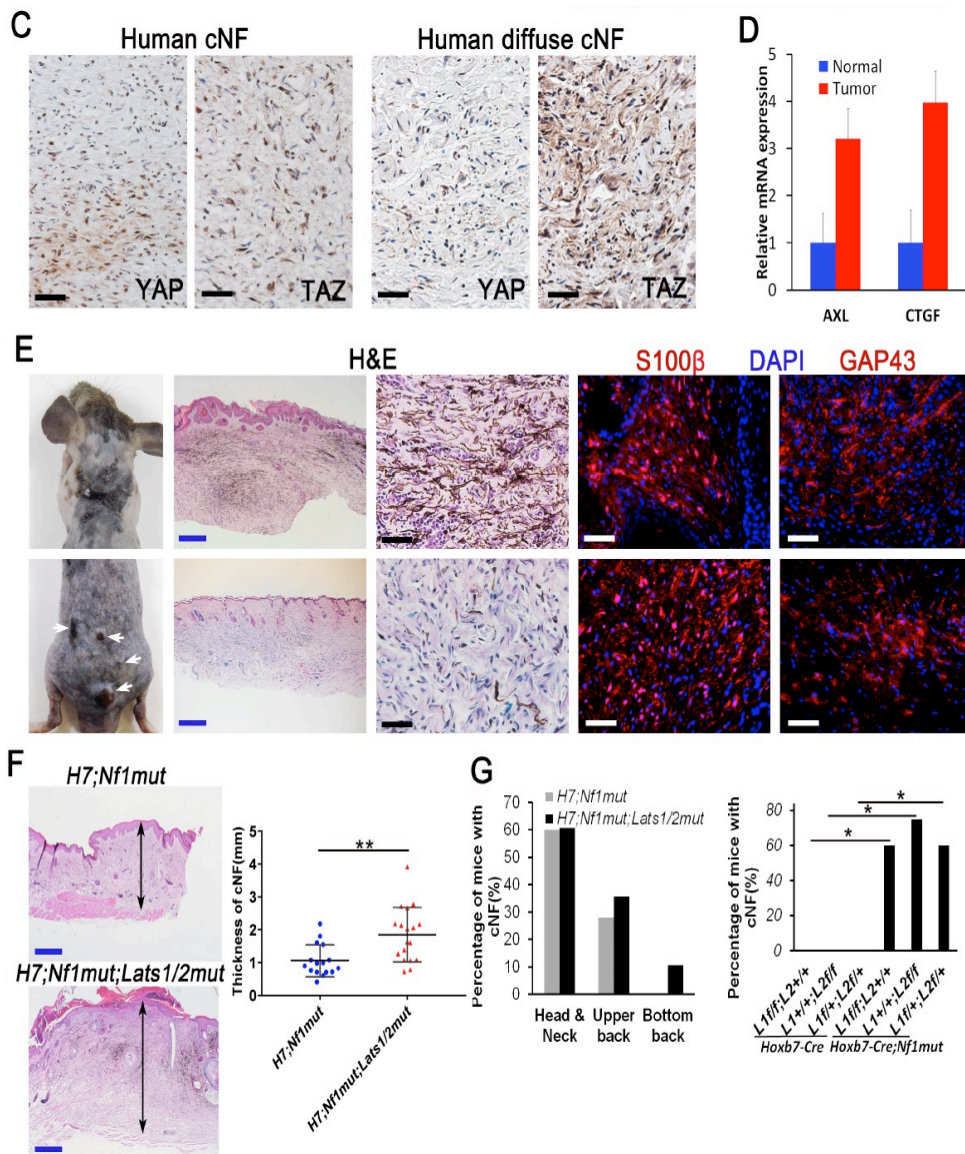 C
Human cNF
Human diffuse cNF
YAP
TAZ
YAP
TAZ
D
Relative mRNA expression
5
4
3
2
1
0
Normal
Tumor
AXL
CTGF
E
H&E
S100β
DAPI
GAP43
F
H7;Nf1mut
H7;Nf1mut;Lats1/2mut
Thickness of cNF(mm)
5
4
3
2
1
0
**
H7;Nf1mut
H7;Nf1mut;Lats1/2mut
G
Percentage of mice with
cNF(%)
70
60
50
40
30
20
10
0
H7;Nf1mut
H7;Nf1mut;Lats1/2mut
Head &
Neck
Upper
back
Bottom
back
Percentage of mice with
cNF(%)
80
60
40
20
0
*
*
*
L1f/f;L2+/+
L1+/+;L2f/f
L1f/+;L2f/+
L1f/f;L2+/+
L1+/+;L2f/f
L1f/+;L2f/+
Hoxb7-Cre
Hoxb7-Cre;Nf1mut